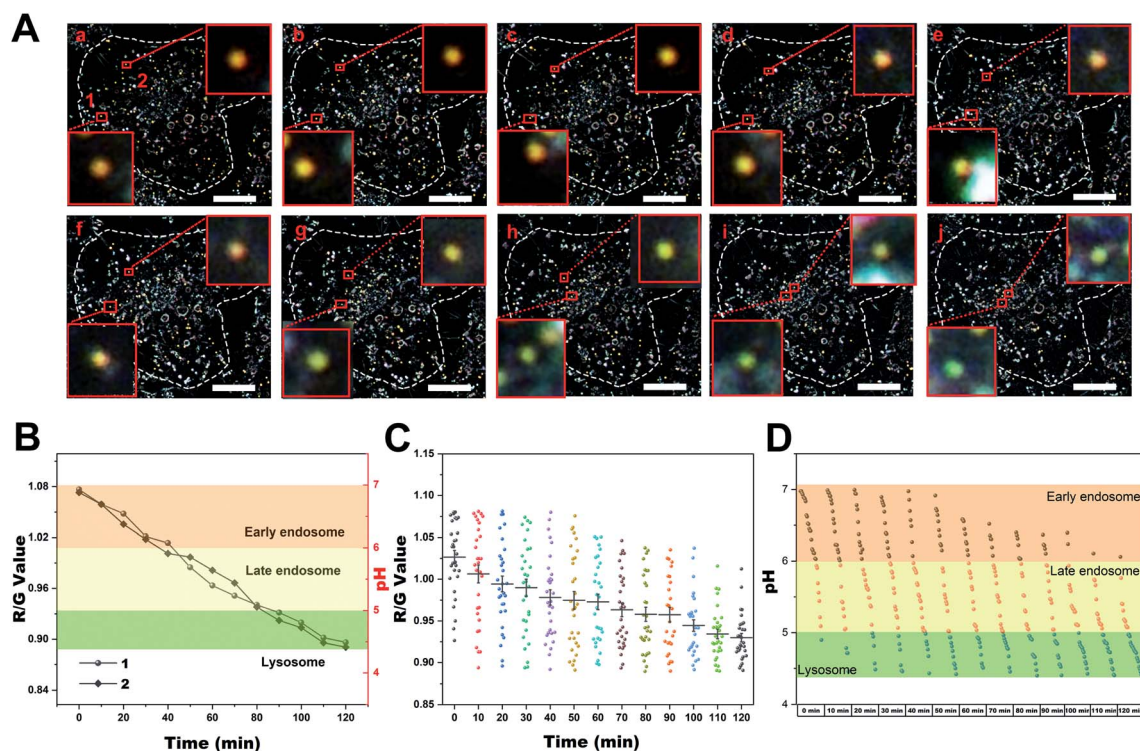 A
a
b
c
d
e
2
1
f
g
h
i
j
B
C
D
1.08
1.02
0.96
0.90
0.84
R/G Value
7
6
5
4
pH
Early endosome
Late endosome
Lysosome
1
2
0 20 40 60 80 100 120
Time (min)
1.15
1.10
1.05
1.00
0.95
0.90
0.85
R/G Value
0 10 20 30 40 50 60 70 80 90 100 110 120
Time (min)
8
7
6
5
4
pH
Early endosome
Late endosome
Lysosome
0 min 10 min 20 min 30 min 40 min 50 min 60 min 70 min 80 min 90 min 100 min 110 min 120 min